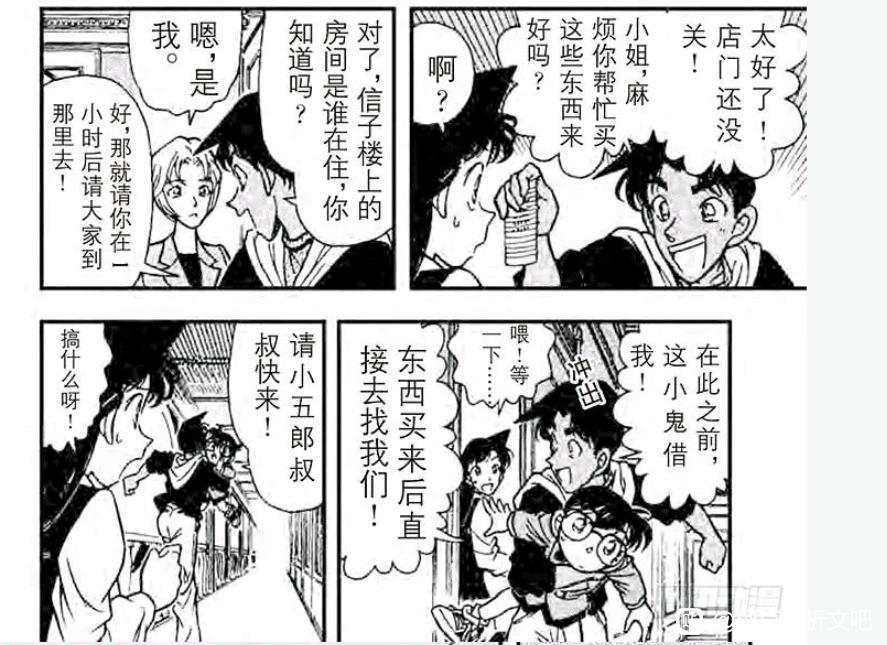 太好了！
店门还没
关！
小姐，麻
烦你帮忙买
这些东西来
好吗？
啊？
对了，信子楼上的
房间是谁在住，你
知道吗？
嗯，是
我。
好，那就请你在一
小时后请大家到
那里去！
在此之前，
这小鬼借
我！
冲出
喂！等
一下……
东西买来后直
接去找我们！
请小五郎叔
叔快来！
搞什么呀！
析文吧